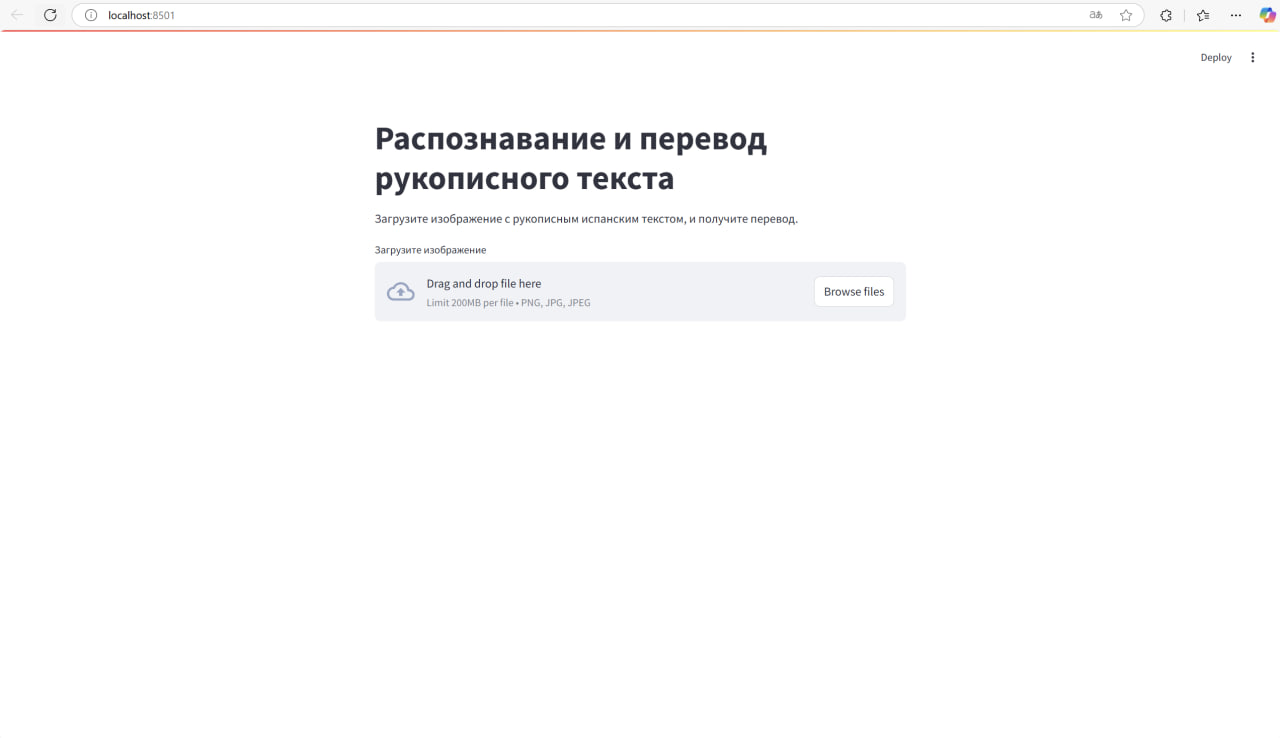 localhost:8501
Deploy
Распознавание и перевод
рукописного текста
Загрузите изображение с рукописным испанским текстом, и получите перевод.
Загрузите изображение
Drag and drop file here
Limit 200MB per file • PNG, JPG, JPEG
Browse files